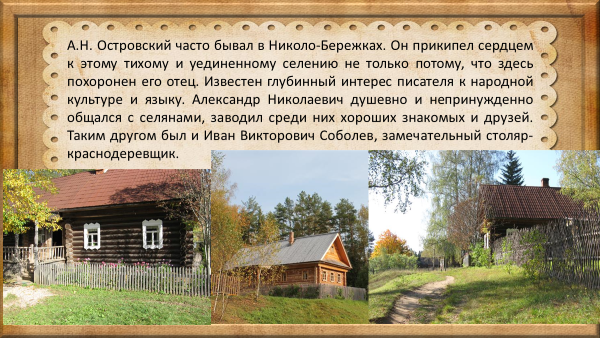 А.Н. Островский часто бывал в Николо-Бережках. Он прикипел сердцем
к этому тихому и уединенному селению не только потому, что здесь
похоронен его отец. Известен глубинный интерес писателя к народной
культуре и языку. Александр Николаевич душевно и непринужденно
общался с селянами, заводил среди них хороших знакомых и друзей.
Таким другом был и Иван Викторович Соболев, замечательный столяр-
краснодеревщик.